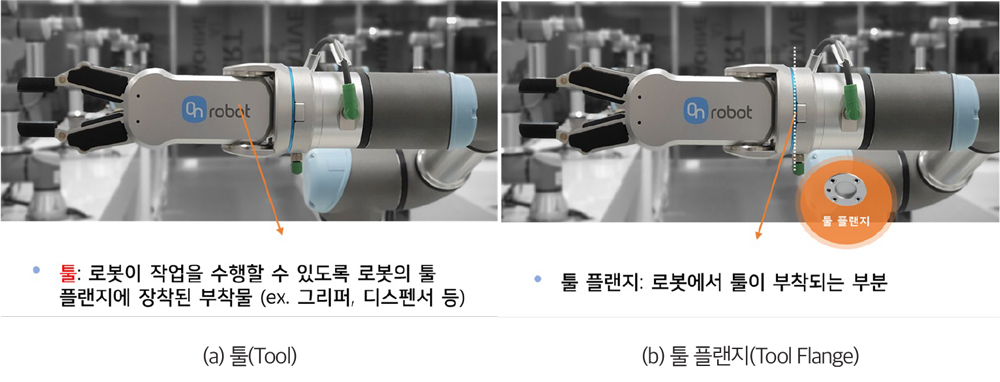 On robot
• 툴: 로봇이 작업을 수행할 수 있도록 로봇의 툴
플랜지에 장착된 부착물 (ex. 그리퍼, 디스펜서 등)
(a) 툴(Tool)
On robot
툴 플랜지
• 툴 플랜지: 로봇에서 툴이 부착되는 부분
(b) 툴 플랜지(Tool Flange)